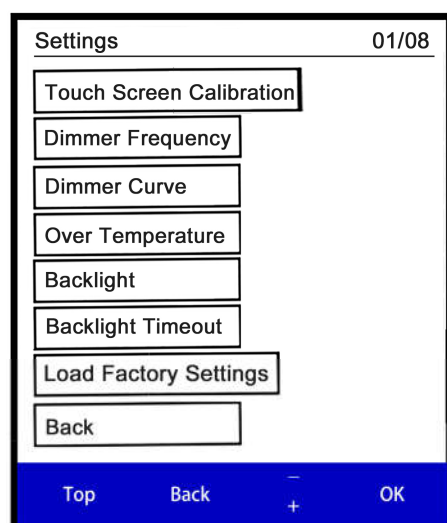 Settings 01/08
Touch Screen Calibration
Dimmer Frequency
Dimmer Curve
Over Temperature
Backlight
Backlight Timeout
Load Factory Settings
Back
Top Back − + OK